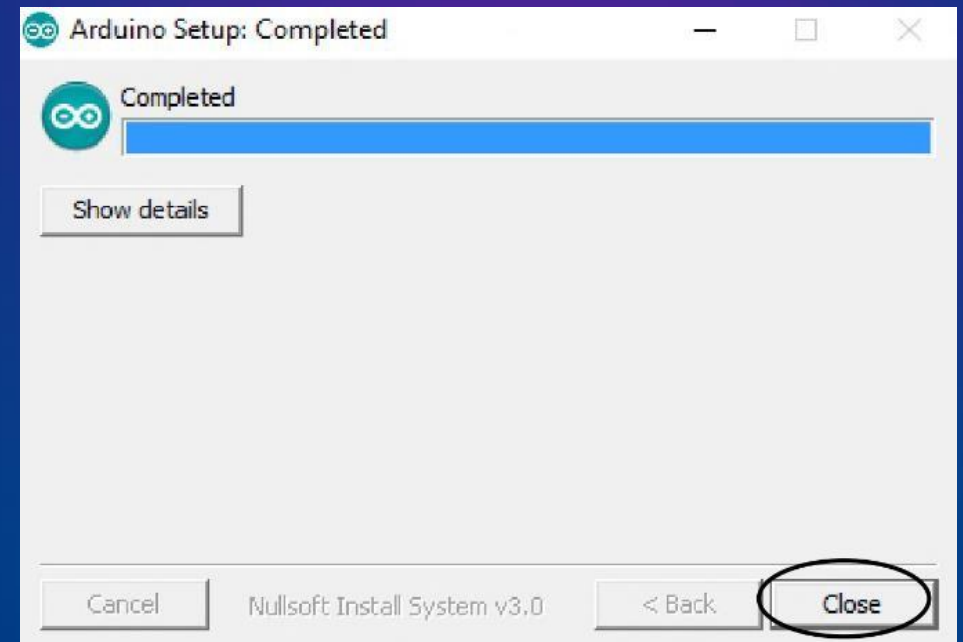 Arduino Setup: Completed
Completed
Show details
Cancel Nullsoft Install System v3.0 < Back Close